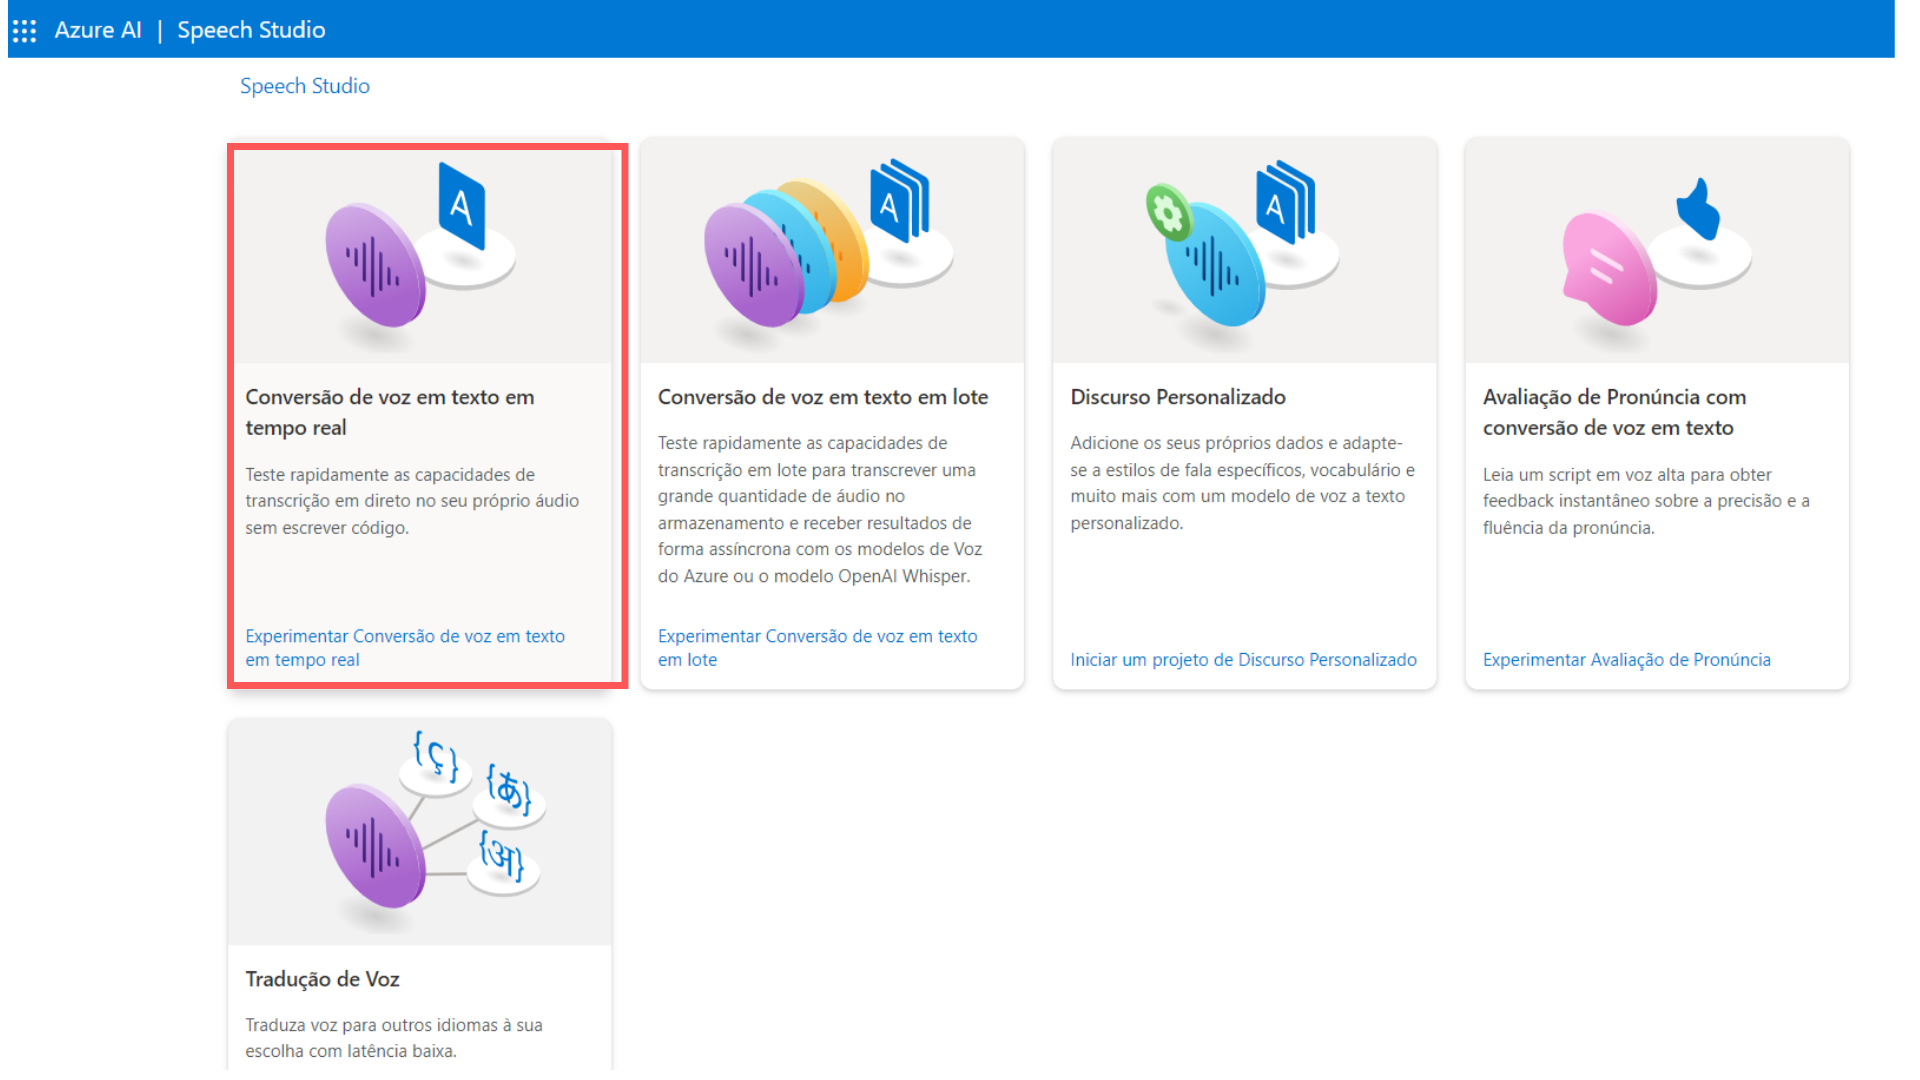 Azure AI | Speech Studio
Speech Studio
A
Conversão de voz em texto em
tempo real
Teste rapidamente as capacidades de
transcrição em direto no seu próprio áudio
sem escrever código.
Experimentar Conversão de voz em texto
em tempo real
A
Conversão de voz em texto em lote
Teste rapidamente as capacidades de
transcrição em lote para transcrever uma
grande quantidade de áudio no
armazenamento e receber resultados de
forma assíncrona com os modelos de Voz
do Azure ou o modelo OpenAI Whisper.
Experimentar Conversão de voz em texto
em lote
A
Discurso Personalizado
Adicione os seus próprios dados e adapte-
se a estilos de fala específicos, vocabulário e
muito mais com um modelo de voz a texto
personalizado.
Iniciar um projeto de Discurso Personalizado
Avaliação de Pronúncia com
conversão de voz em texto
Leia um script em voz alta para obter
feedback instantâneo sobre a precisão e a
fluência da pronúncia.
Experimentar Avaliação de Pronúncia
{ç}
{あ}
{अ}
Tradução de Voz
Traduza voz para outros idiomas à sua
escolha com latência baixa.